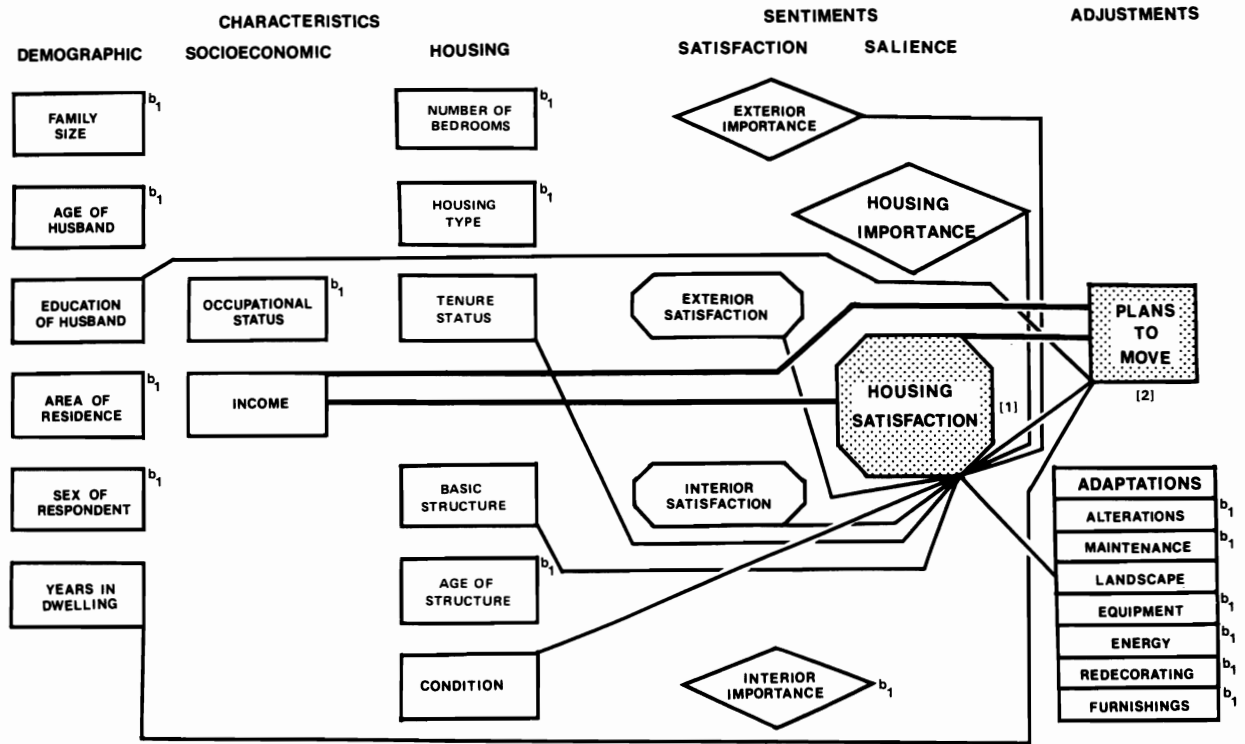 CHARACTERISTICS
SENTIMENTS
ADJUSTMENTS
DEMOGRAPHIC
SOCIOECONOMIC
HOUSING
SATISFACTION
SALIENCE
FAMILY
SIZE
b1
NUMBER OF
BEDROOMS
b1
EXTERIOR
IMPORTANCE
AGE OF
HUSBAND
b1
HOUSING
TYPE
b1
HOUSING
IMPORTANCE
EDUCATION
OF HUSBAND
OCCUPATIONAL
STATUS
b1
TENURE
STATUS
EXTERIOR
SATISFACTION
PLANS
TO
MOVE
[2]
AREA OF
RESIDENCE
b1
INCOME
HOUSING
SATISFACTION
[1]
SEX OF
RESPONDENT
b1
BASIC
STRUCTURE
INTERIOR
SATISFACTION
YEARS IN
DWELLING
AGE OF
STRUCTURE
b1
CONDITION
INTERIOR
IMPORTANCE
b1
ADAPTATIONS
ALTERATIONS b1
MAINTENANCE b1
LANDSCAPE
EQUIPMENT b1
ENERGY b1
REDECORATING b1
FURNISHINGS b1